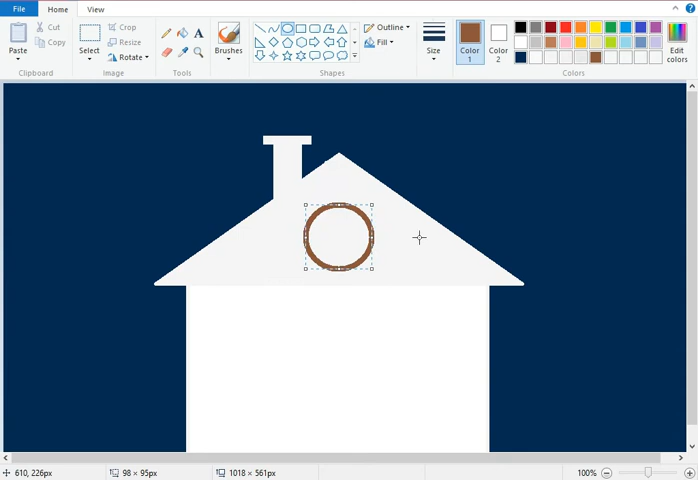 File Home View
Paste
Cut
Copy
Clipboard
Select
Crop
Resize
Rotate
Image
A
Tools
Brushes
Outline
Fill
Shapes
Size
Color
1
Color
2
Edit
colors
Colors
610, 226px 98 × 95px 1018 × 561px 100%